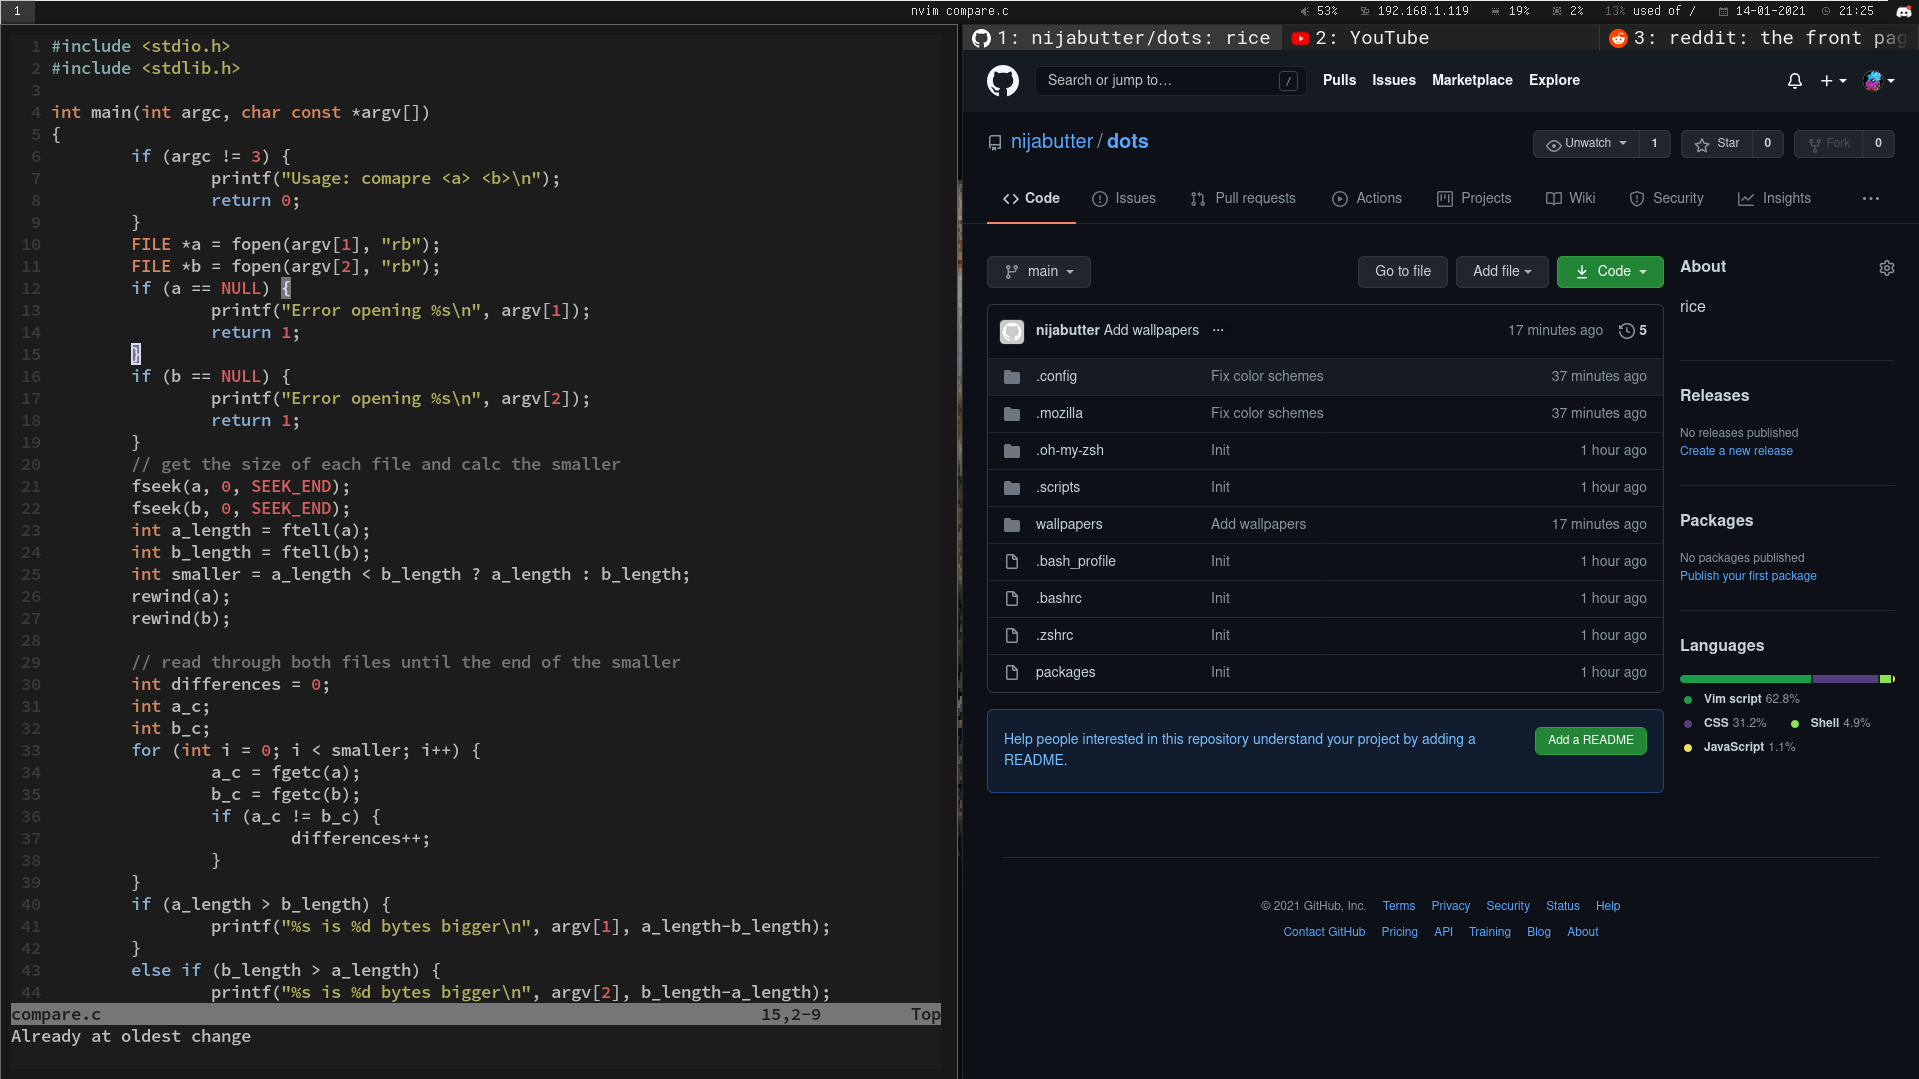 1
nvim compare.c
53% 192.168.1.119 19% 2% 13% used of / 14-01-2021 21:25
1 #include <stdio.h>
2 #include <stdlib.h>
3
4 int main(int argc, char const *argv[])
5 {
6 if (argc != 3) {
7 printf("Usage: comapre <a> <b>\n");
8 return 0;
9 }
10 FILE *a = fopen(argv[1], "rb");
11 FILE *b = fopen(argv[2], "rb");
12 if (a == NULL) {
13 printf("Error opening %s\n", argv[1]);
14 return 1;
15 }
16 if (b == NULL) {
17 printf("Error opening %s\n", argv[2]);
18 return 1;
19 }
20 // get the size of each file and calc the smaller
21 fseek(a, 0, SEEK_END);
22 fseek(b, 0, SEEK_END);
23 int a_length = ftell(a);
24 int b_length = ftell(b);
25 int smaller = a_length < b_length ? a_length : b_length;
26 rewind(a);
27 rewind(b);
28
29 // read through both files until the end of the smaller
30 int differences = 0;
31 int a_c;
32 int b_c;
33 for (int i = 0; i < smaller; i++) {
34 a_c = fgetc(a);
35 b_c = fgetc(b);
36 if (a_c != b_c) {
37 differences++;
38 }
39 }
40 if (a_length > b_length) {
41 printf("%s is %d bytes bigger\n", argv[1], a_length-b_length);
42 }
43 else if (b_length > a_length) {
44 printf("%s is %d bytes bigger\n", argv[2], b_length-a_length);
compare.c 15,2-9 Top
Already at oldest change
1: nijabutter/dots: rice
2: YouTube
3: reddit: the front pag
Search or jump to… /
Pulls Issues Marketplace Explore
nijabutter / dots
Unwatch 1 Star 0 Fork 0
Code Issues Pull requests Actions Projects Wiki Security Insights ...
main
Go to file Add file Code
nijabutter Add wallpapers ... 17 minutes ago 5
.config Fix color schemes 37 minutes ago
.mozilla Fix color schemes 37 minutes ago
.oh-my-zsh Init 1 hour ago
.scripts Init 1 hour ago
wallpapers Add wallpapers 17 minutes ago
.bash_profile Init 1 hour ago
.bashrc Init 1 hour ago
.zshrc Init 1 hour ago
packages Init 1 hour ago
Help people interested in this repository understand your project by adding a
README.
Add a README
About
rice
Releases
No releases published
Create a new release
Packages
No packages published
Publish your first package
Languages
Vim script 62.8%
CSS 31.2% Shell 4.9%
JavaScript 1.1%
© 2021 GitHub, Inc. Terms Privacy Security Status Help
Contact GitHub Pricing API Training Blog About